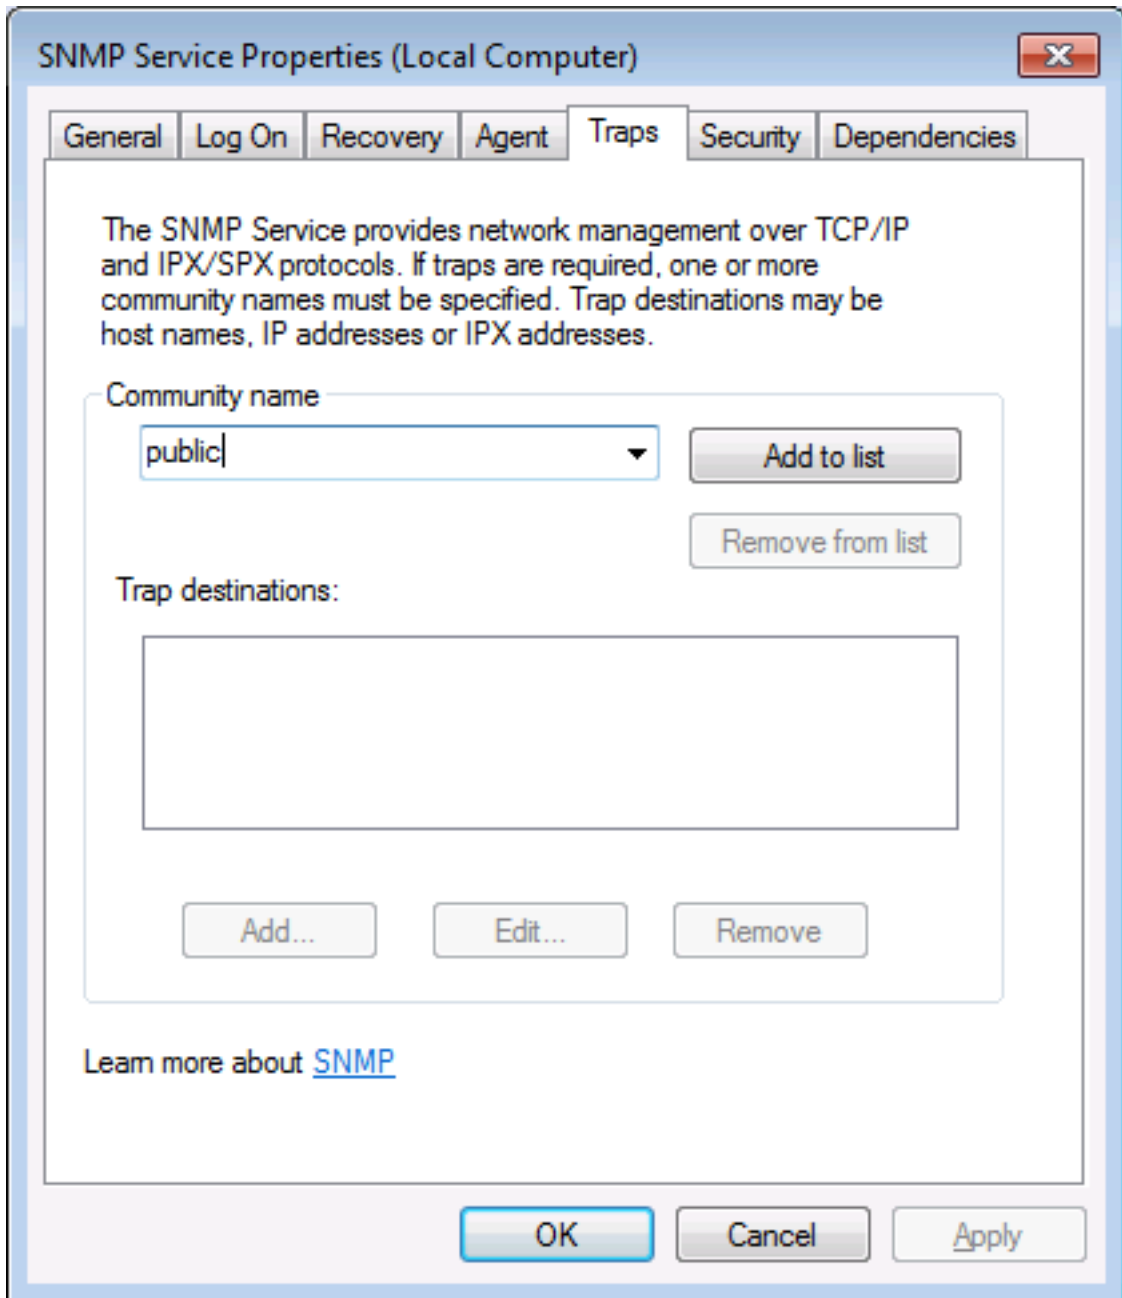 SNMP Service Properties (Local Computer)
General Log On Recovery Agent Traps Security Dependencies
The SNMP Service provides network management over TCP/IP
and IPX/SPX protocols. If traps are required, one or more
community names must be specified. Trap destinations may be
host names, IP addresses or IPX addresses.
Community name
public
Add to list
Remove from list
Trap destinations:
Add... Edit... Remove
Learn more about SNMP
OK Cancel Apply